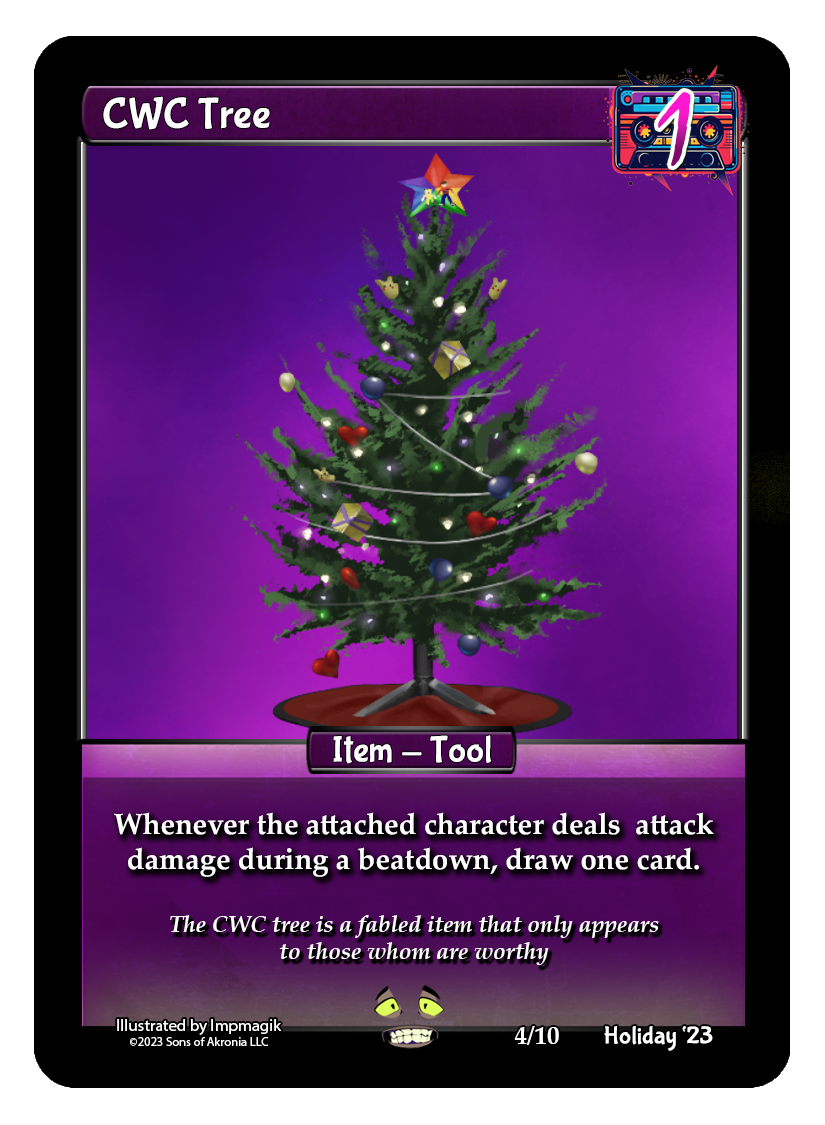 CWC Tree
1
Item – Tool
Whenever the attached character deals  attack
damage during a beatdown, draw one card.
The CWC tree is a fabled item that only appears
to those whom are worthy
Illustrated by Impmagik
©2023 Sons of Akronia LLC
4/10
Holiday ‘23